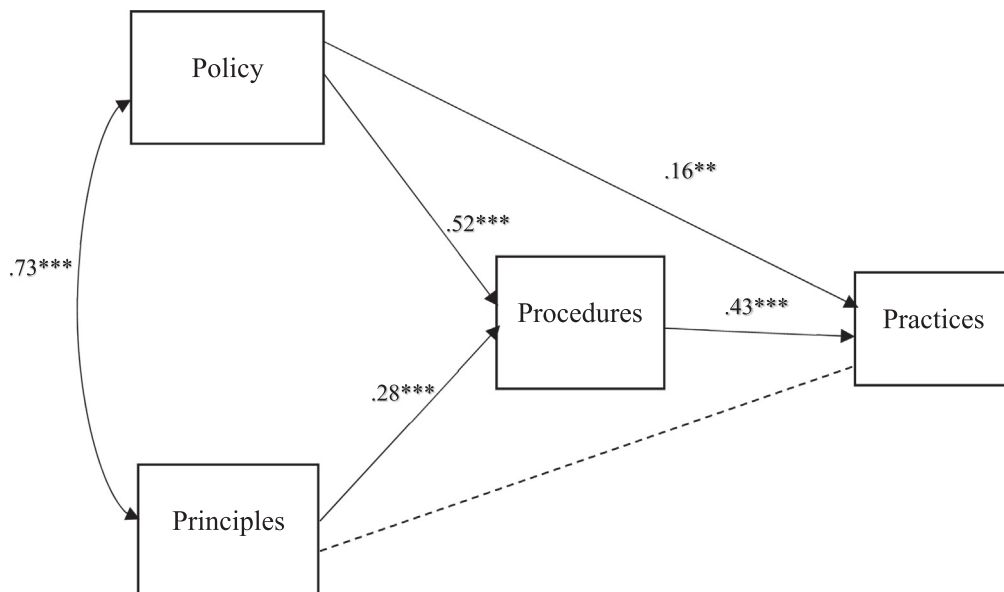 Policy
.16**
.52***
.73***
Procedures
.43***
Practices
.28***
Principles